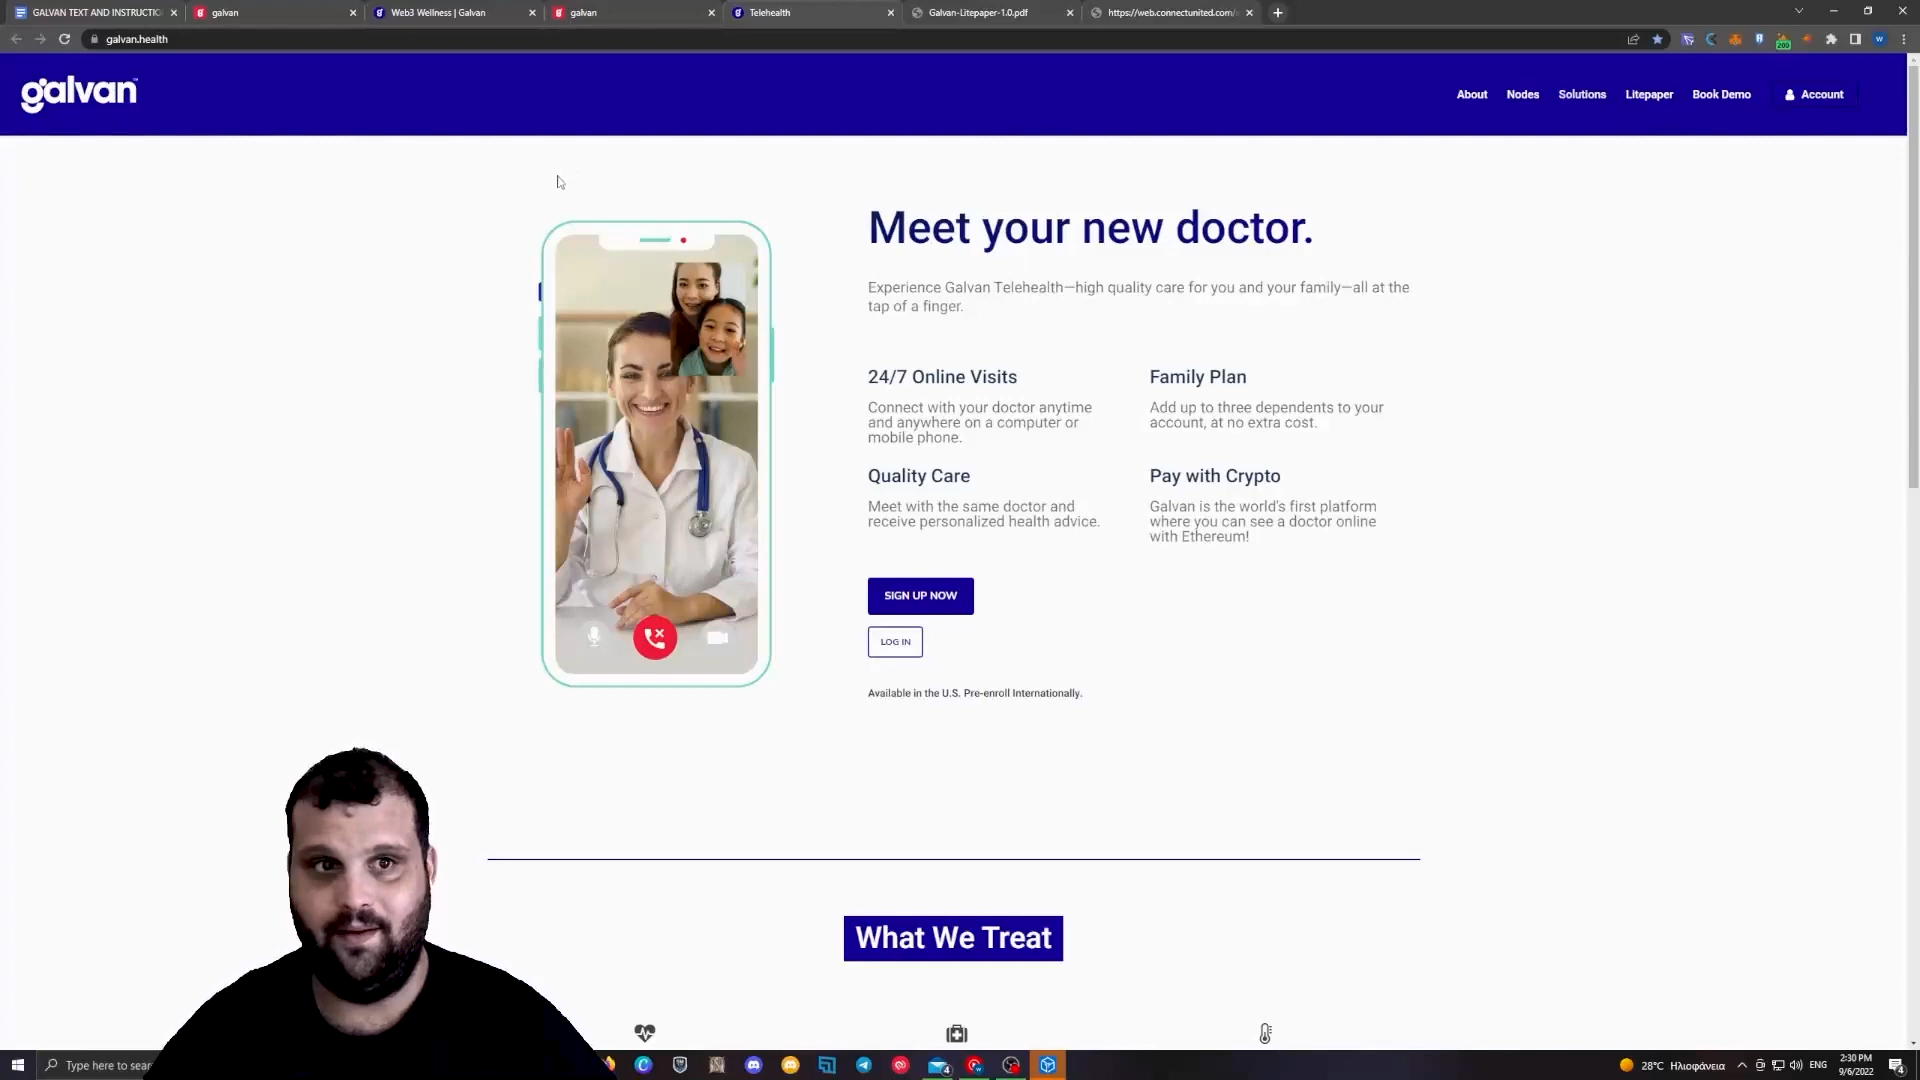 GALVAN TEXT AND INSTRUCTIO
galvan
Web3 Wellness | Galvan
galvan
Telehealth
Galvan-Litepaper-1.0.pdf
https://web.connectunited.com/
galvan.health
200
galvan
About
Nodes
Solutions
Litepaper
Book Demo
Account
Meet your new doctor.
Experience Galvan Telehealth—high quality care for you and your family—all at the
tap of a finger.
24/7 Online Visits
Connect with your doctor anytime
and anywhere on a computer or
mobile phone.
Family Plan
Add up to three dependents to your
account, at no extra cost.
Quality Care
Meet with the same doctor and
receive personalized health advice.
Pay with Crypto
Galvan is the world's first platform
where you can see a doctor online
with Ethereum!
SIGN UP NOW
LOG IN
Available in the U.S. Pre-enroll Internationally.
What We Treat
Type here to sear
4
28°C Ηλιοφάνεια
ENG
2:30 PM
9/6/2022
4